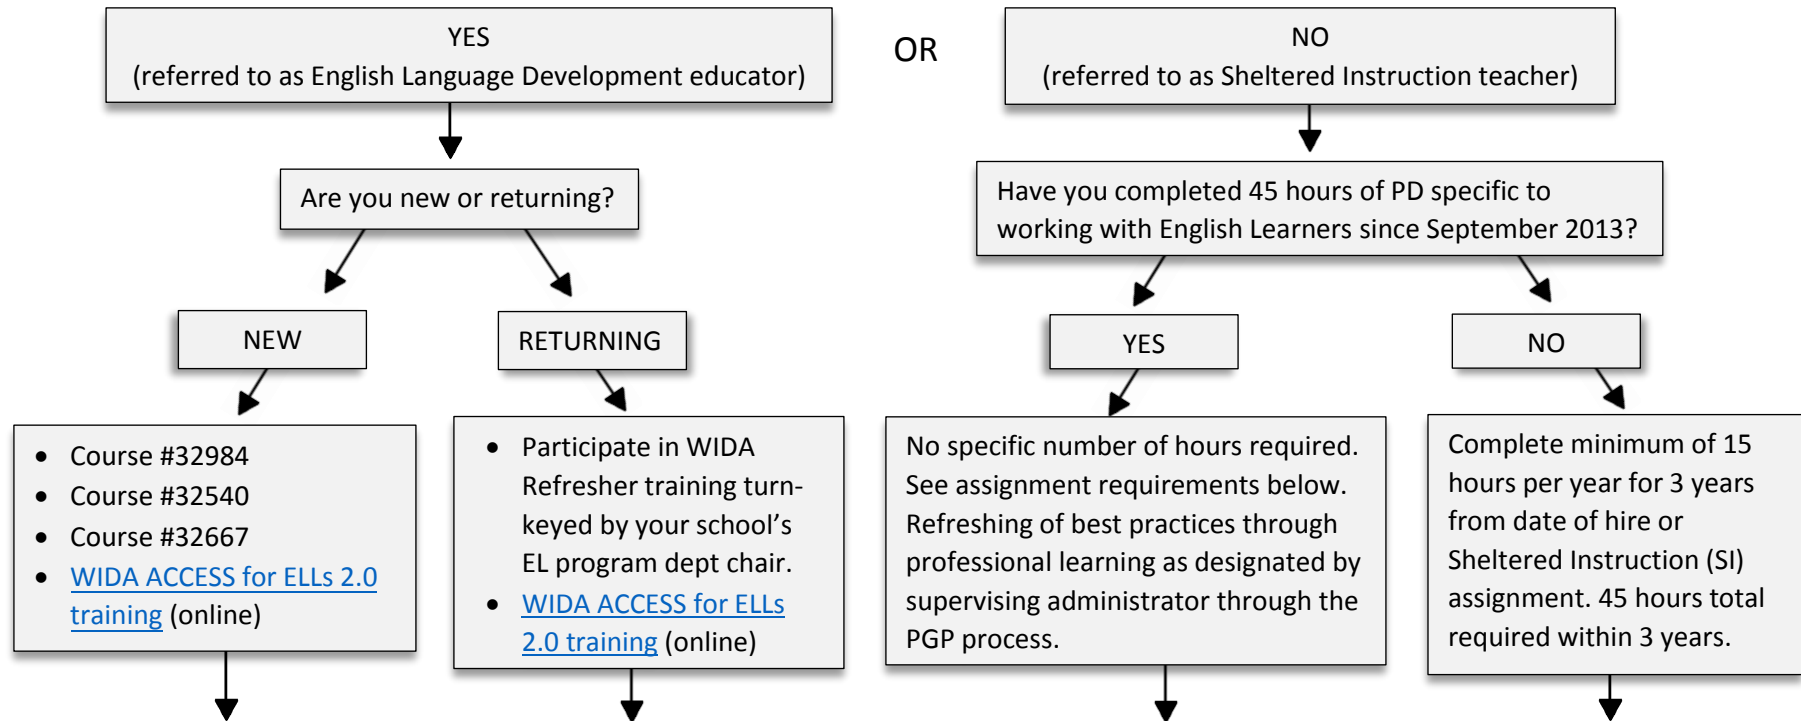 YES
(referred to as English Language Development educator)
OR
NO
(referred to as Sheltered Instruction teacher)
Are you new or returning?
Have you completed 45 hours of PD specific to
working with English Learners since September 2013?
NEW
RETURNING
YES
NO
• Course #32984
• Course #32540
• Course #32667
• WIDA ACCESS for ELLs 2.0
training (online)
• Participate in WIDA
Refresher training turn-
keyed by your school’s
EL program dept chair.
• WIDA ACCESS for ELLs
2.0 training (online)
No specific number of hours required.
See assignment requirements below.
Refreshing of best practices through
professional learning as designated by
supervising administrator through the
PGP process.
Complete minimum of 15
hours per year for 3 years
from date of hire or
Sheltered Instruction (SI)
assignment. 45 hours total
required within 3 years.